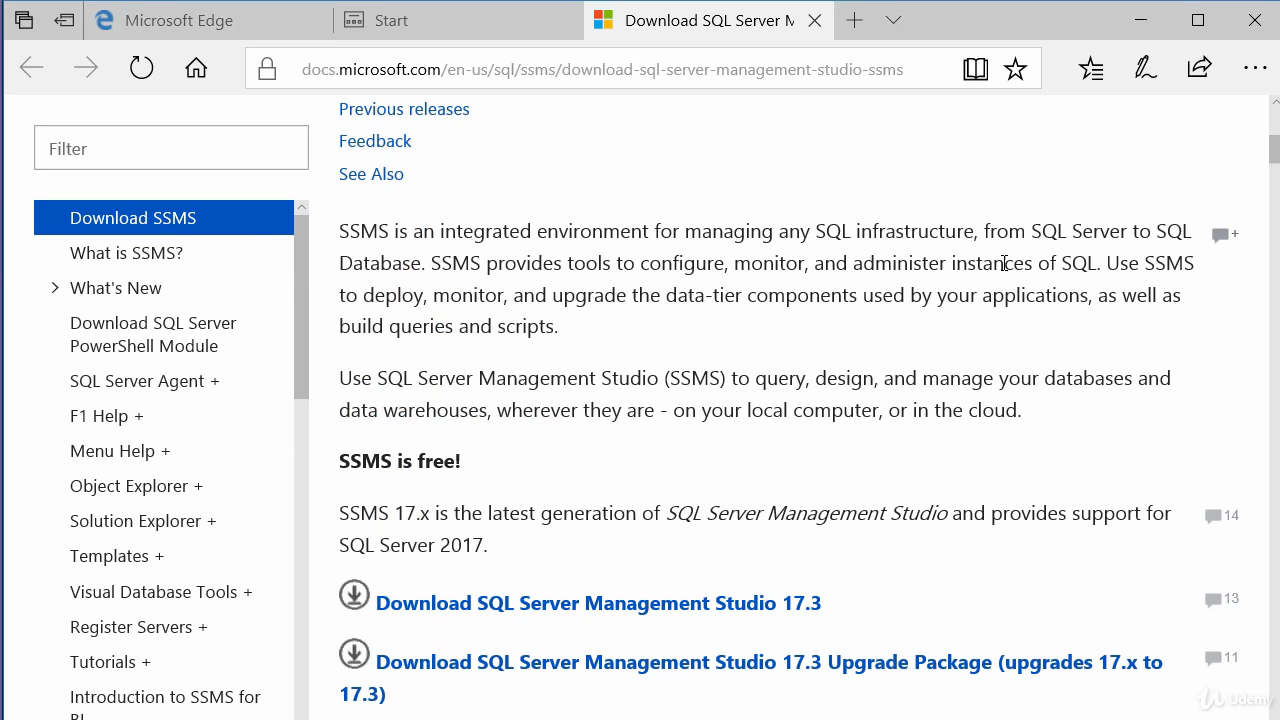 Microsoft Edge
Start
Download SQL Server M
docs.microsoft.com/en-us/sql/ssms/download-sql-server-management-studio-ssms
Filter
Download SSMS
What is SSMS?
What's New
Download SQL Server
PowerShell Module
SQL Server Agent +
F1 Help +
Menu Help +
Object Explorer +
Solution Explorer +
Templates +
Visual Database Tools +
Register Servers +
Tutorials +
Introduction to SSMS for
BI
Previous releases
Feedback
See Also
SSMS is an integrated environment for managing any SQL infrastructure, from SQL Server to SQL
Database. SSMS provides tools to configure, monitor, and administer instances of SQL. Use SSMS
to deploy, monitor, and upgrade the data-tier components used by your applications, as well as
build queries and scripts.
+
Use SQL Server Management Studio (SSMS) to query, design, and manage your databases and
data warehouses, wherever they are - on your local computer, or in the cloud.
SSMS is free!
SSMS 17.x is the latest generation of SQL Server Management Studio and provides support for
SQL Server 2017.
14
Download SQL Server Management Studio 17.3
13
Download SQL Server Management Studio 17.3 Upgrade Package (upgrades 17.x to
17.3)
11
Udemy